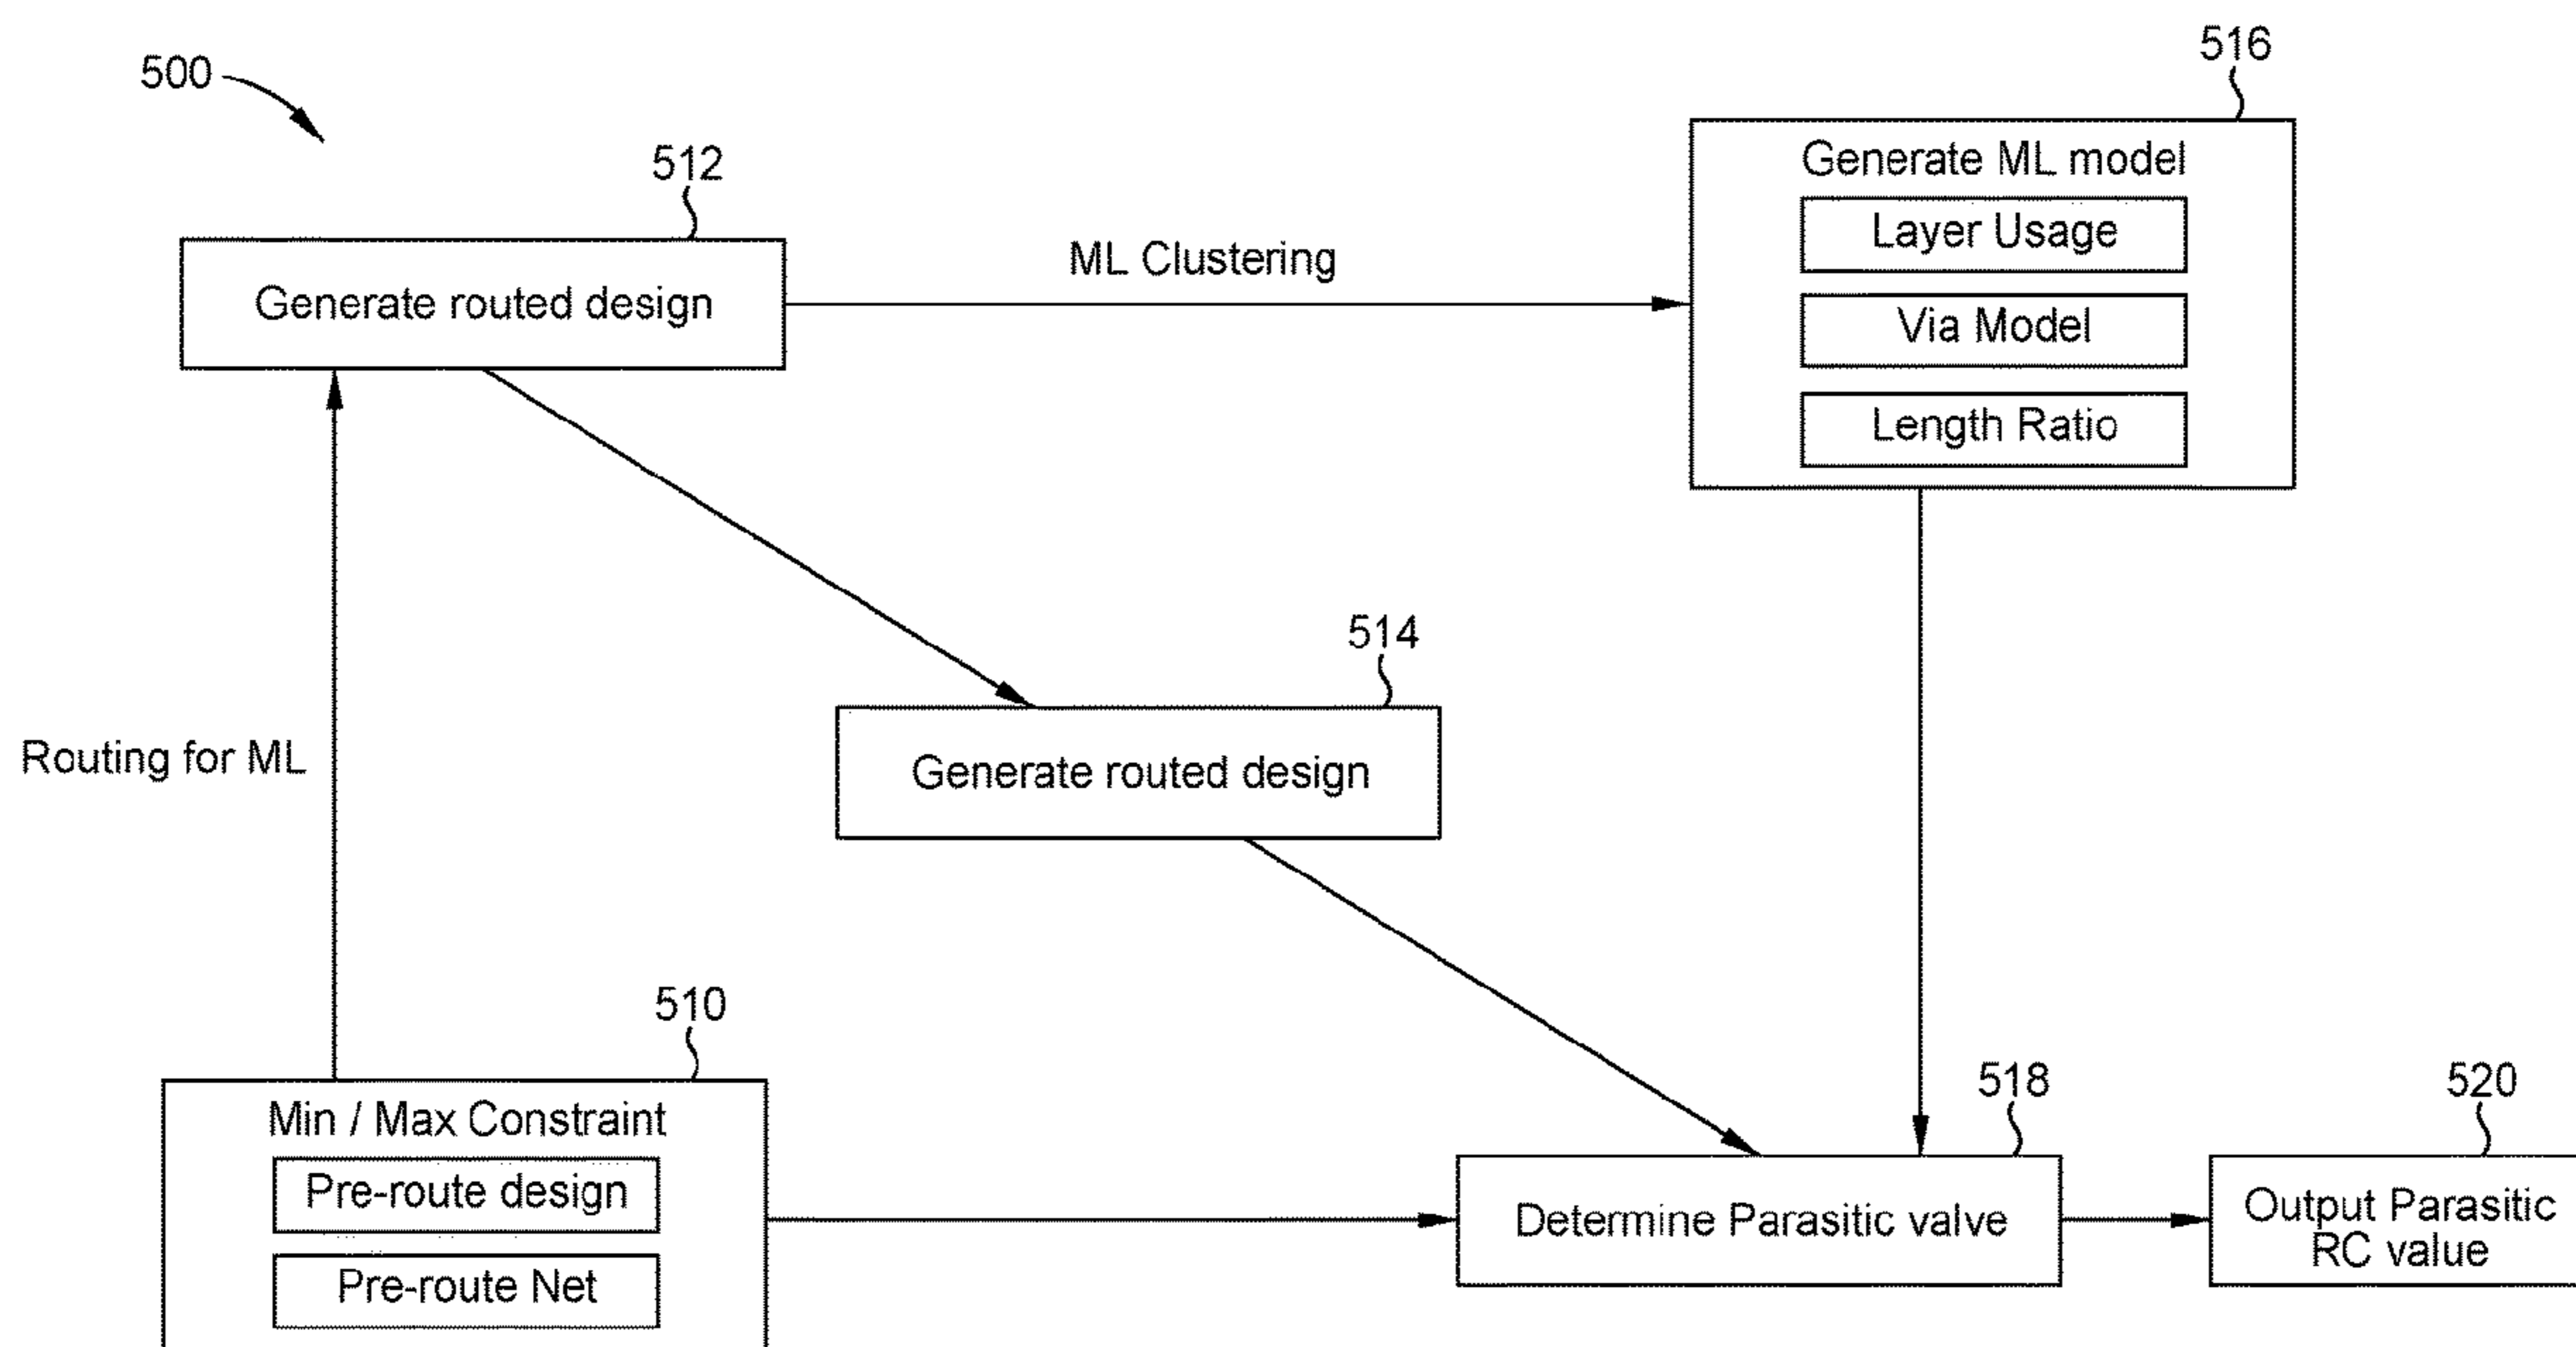 500
516
Generate ML model
Layer Usage
Via Model
Length Ratio
512
Generate routed design
ML Clustering
514
Generate routed design
Routing for ML
510
Min / Max Constraint
Pre-route design
Pre-route Net
518
Determine Parasitic valve
520
Output Parasitic
RC value